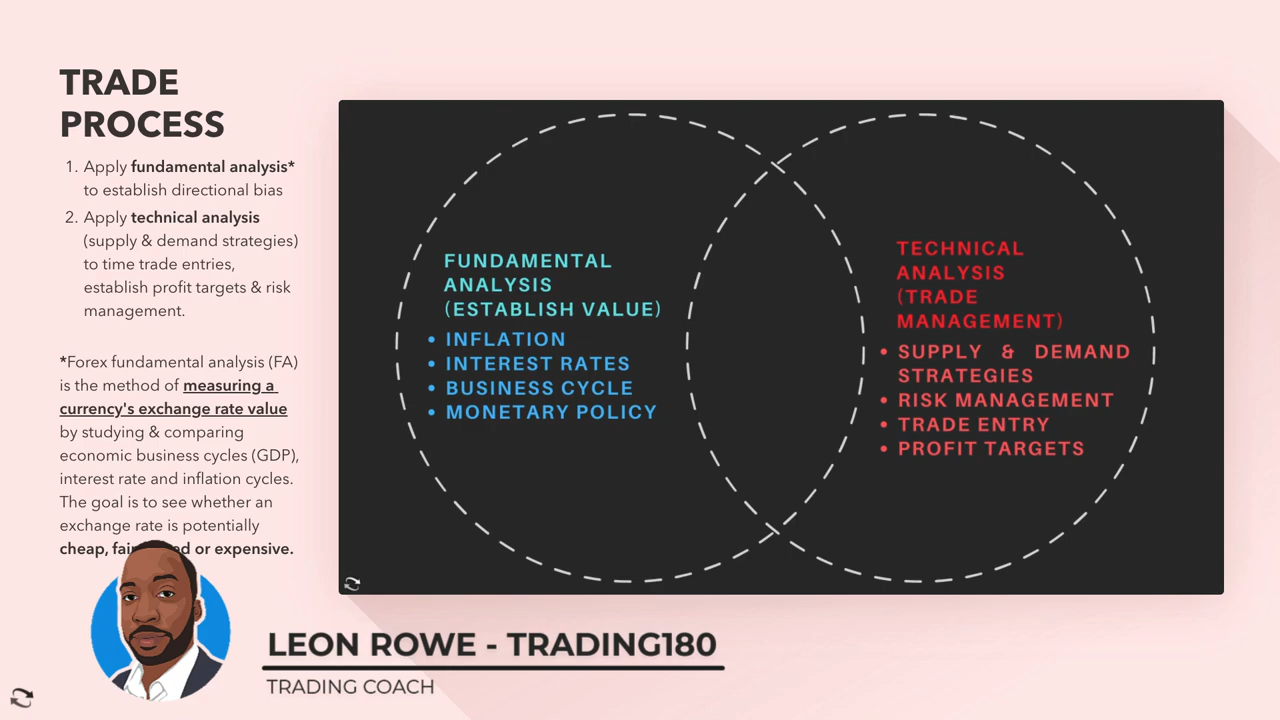 TRADE
PROCESS
1. Apply fundamental analysis*
to establish directional bias
2. Apply technical analysis
(supply & demand strategies)
to time trade entries,
establish profit targets & risk
management.
*Forex fundamental analysis (FA)
is the method of measuring a
currency's exchange rate value
by studying & comparing
economic business cycles (GDP),
interest rate and inflation cycles.
The goal is to see whether an
exchange rate is potentially
cheap, or expensive.
FUNDAMENTAL
ANALYSIS
(ESTABLISH VALUE)
• INFLATION
• INTEREST RATES
• BUSINESS CYCLE
• MONETARY POLICY
TECHNICAL
ANALYSIS
(TRADE
MANAGEMENT)
• SUPPLY & DEMAND
STRATEGIES
• RISK MANAGEMENT
• TRADE ENTRY
• PROFIT TARGETS
LEON ROWE - TRADING180
TRADING COACH